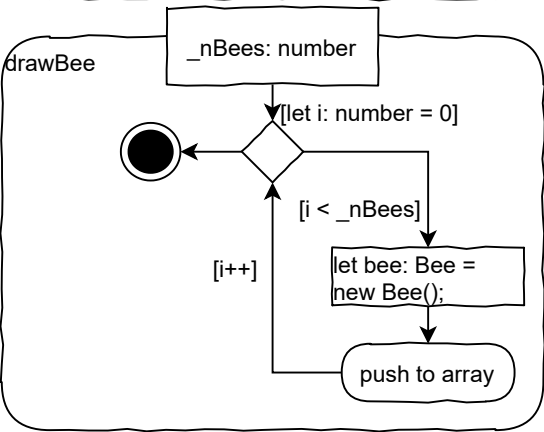 _nBees: number
drawBee
[let i: number = 0]
[i < _nBees]
[i++]
let bee: Bee =
new Bee();
push to array